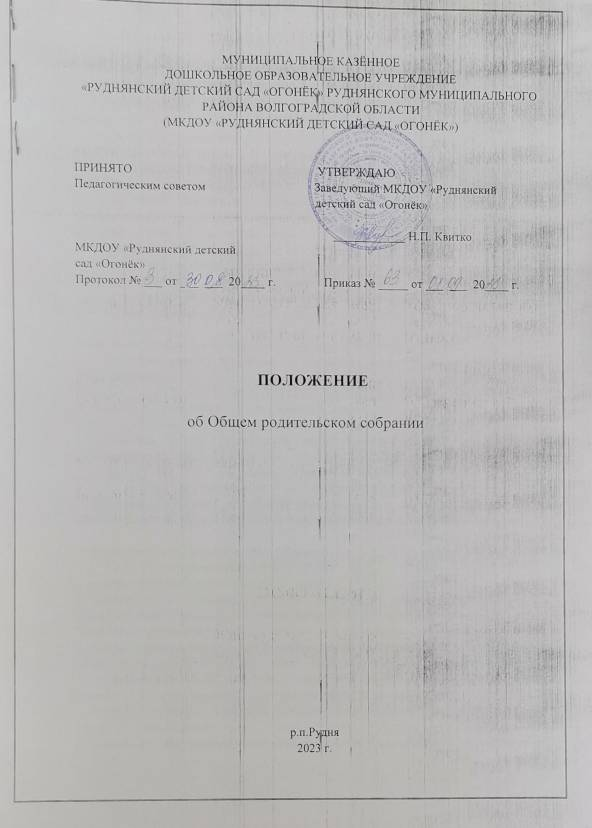 МУНИЦИПАЛЬНОЕ КАЗЁННОЕ
ДОШКОЛЬНОЕ ОБРАЗОВАТЕЛЬНОЕ УЧРЕЖДЕНИЕ
«РУДНЯНСКИЙ ДЕТСКИЙ САД «ОГОНЁК» РУДНЯНСКОГО МУНИЦИПАЛЬНОГО
РАЙОНА ВОЛГОГРАДСКОЙ ОБЛАСТИ
(МКДОУ «РУДНЯНСКИЙ ДЕТСКИЙ САД «ОГОНЁК»)
ПРИНЯТО
Педагогическим советом
МКДОУ «Руднянский детский
сад «Огонёк»
Протокол № 3 от 30 08 20 23 г.
УТВЕРЖДАЮ
Заведующий МКДОУ «Руднянский
детский сад «Огонёк»
Н.П. Квитко
Приказ № 63 от 01 09 20 23 г.
ПОЛОЖЕНИЕ
об Общем родительском собрании
р.п.Рудня
2023 г.